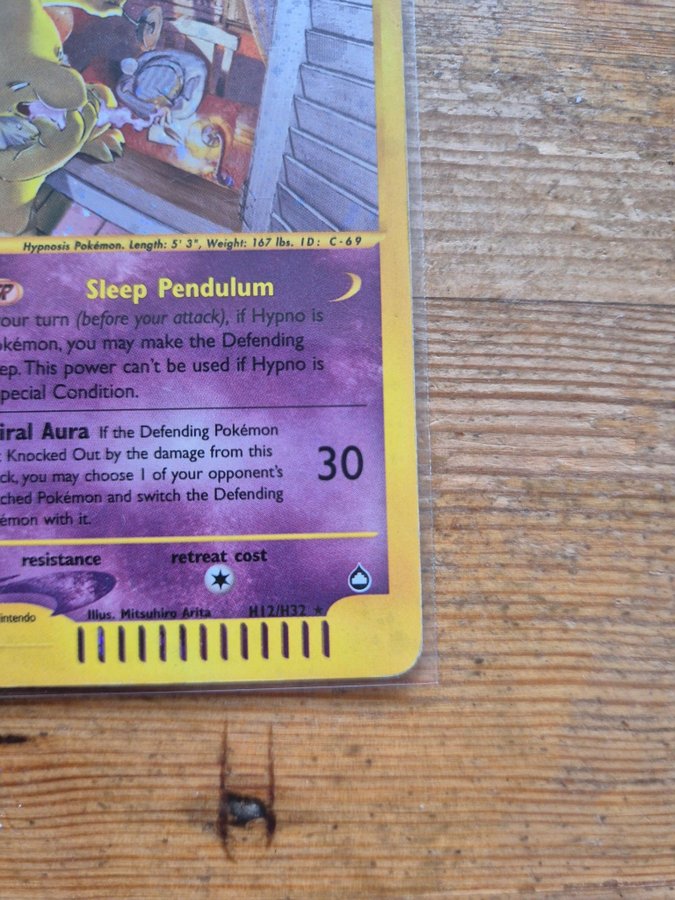 Hypnosis Pokémon. Length: 5' 3", Weight: 167 lbs. ID: C-69
Sleep Pendulum
our turn (before your attack), if Hypno is
okémon, you may make the Defending
ep. This power can't be used if Hypno is
pecial Condition.
iral Aura If the Defending Pokémon
t Knocked Out by the damage from this
ck, you may choose 1 of your opponent's
ched Pokémon and switch the Defending
émon with it.
30
resistance retreat cost
intendo Illus. Mitsuhiro Arita H12/H32